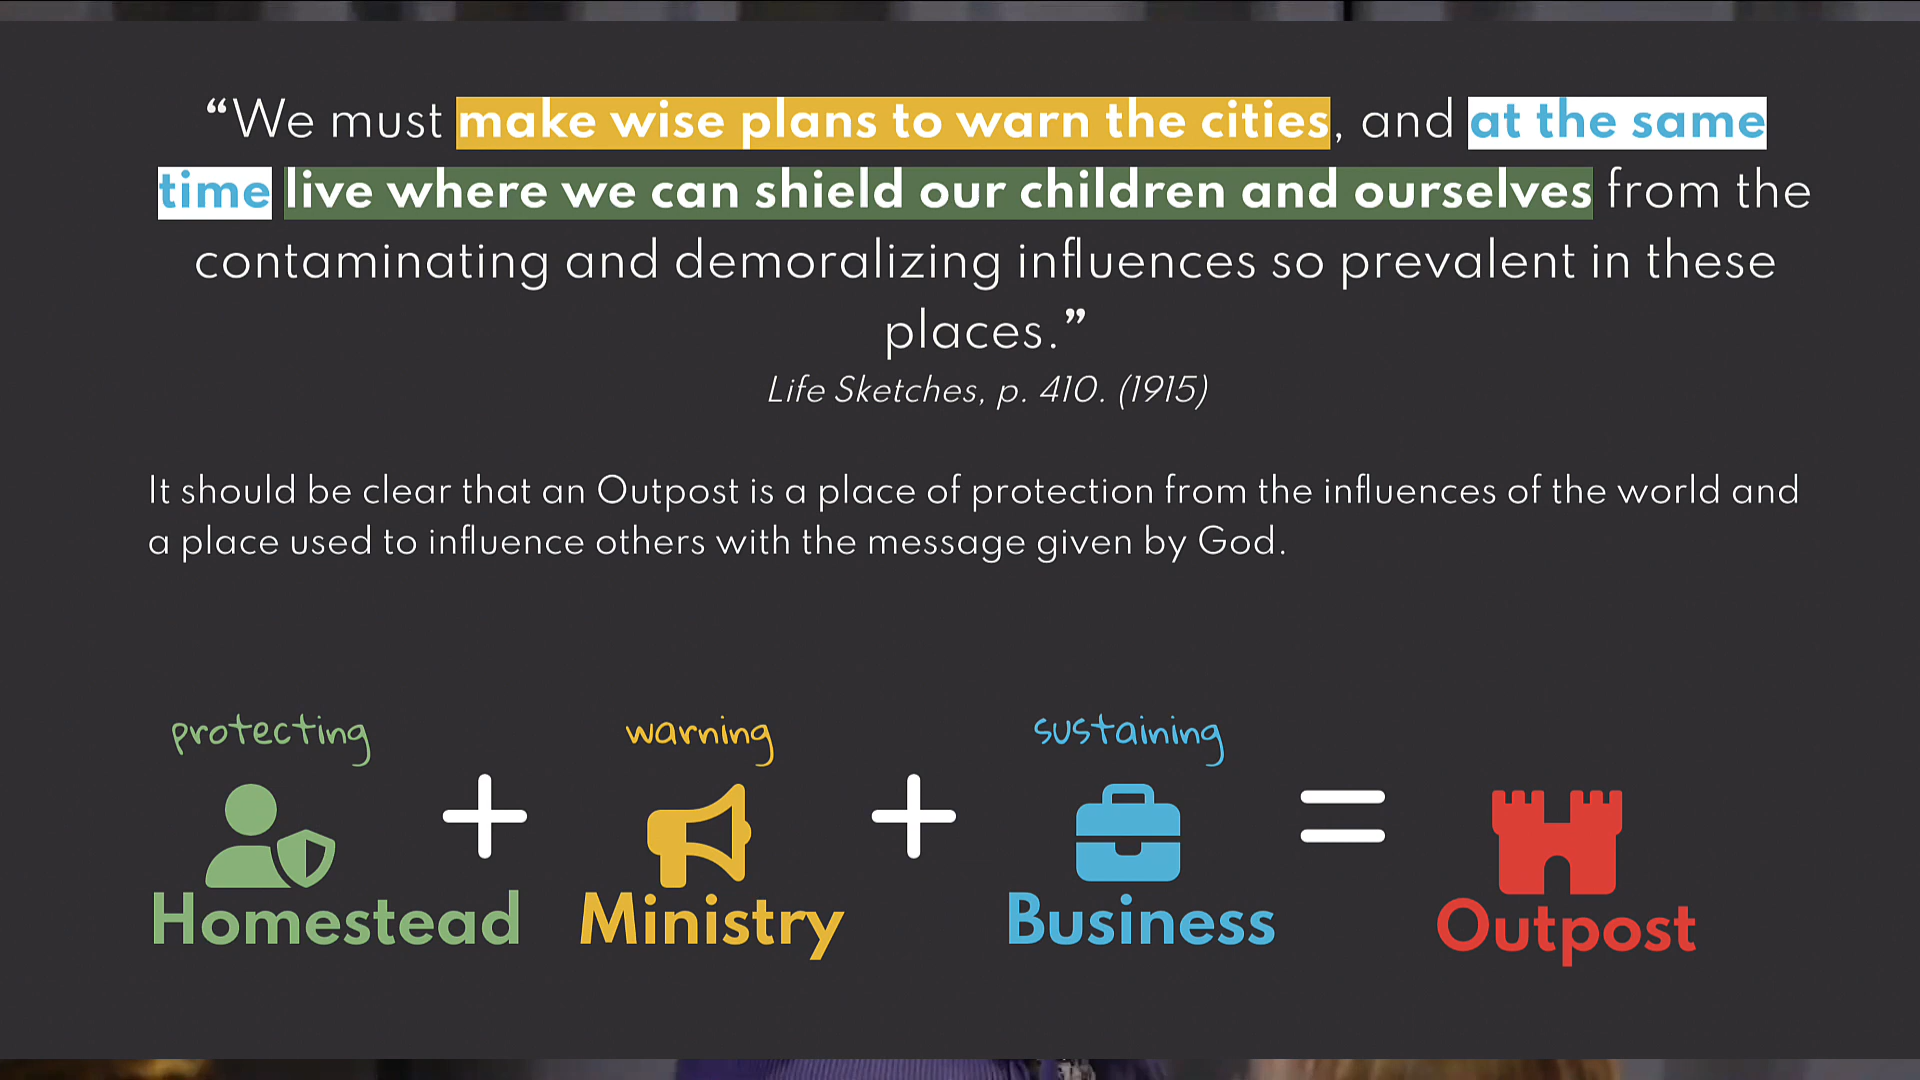 “We must make wise plans to warn the cities, and at the same
time live where we can shield our children and ourselves from the
contaminating and demoralizing influences so prevalent in these
places.”
Life Sketches, p. 410. (1915)
It should be clear that an Outpost is a place of protection from the influences of the world and
a place used to influence others with the message given by God.
protecting
warning
sustaining
+
+
=
Homestead
Ministry
Business
Outpost